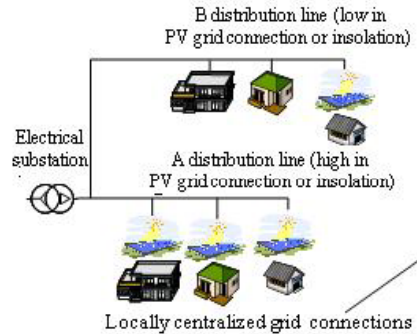 B distribution line (low in
PV grid connection or insolation)
Electrical
substation
A distribution line (high in
PV grid connection or insolation)
Locally centralized grid connections